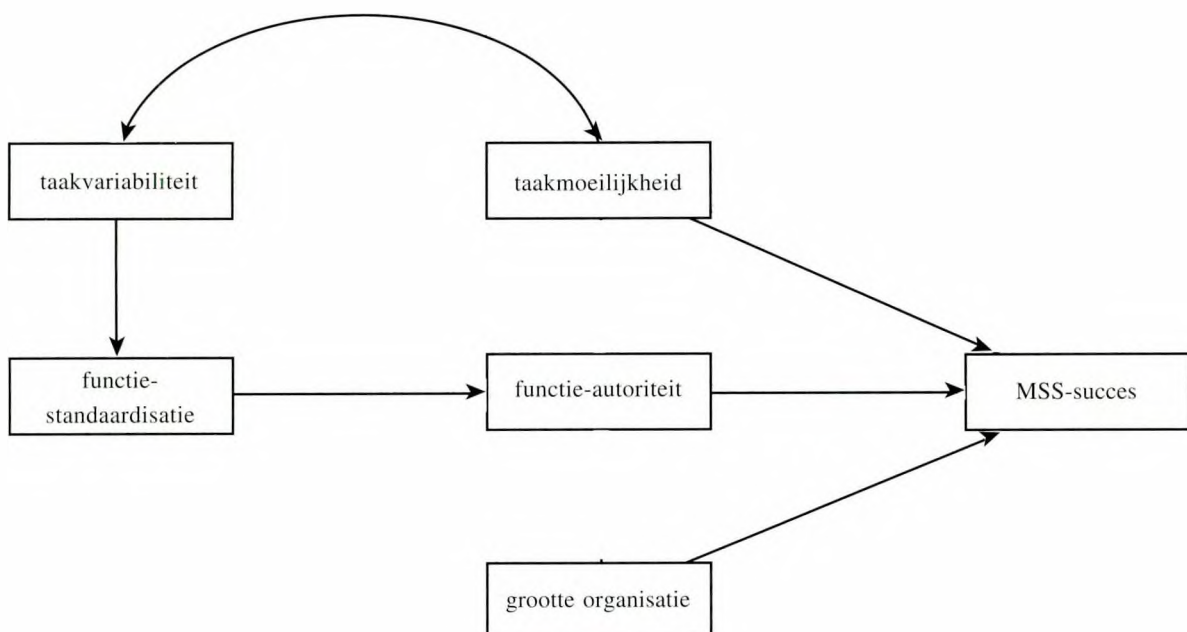 taakvariabiliteit
taakmoeilijkheid
functie-
standaardisatie
functie-autoriteit
MSS-succes
grootte organisatie